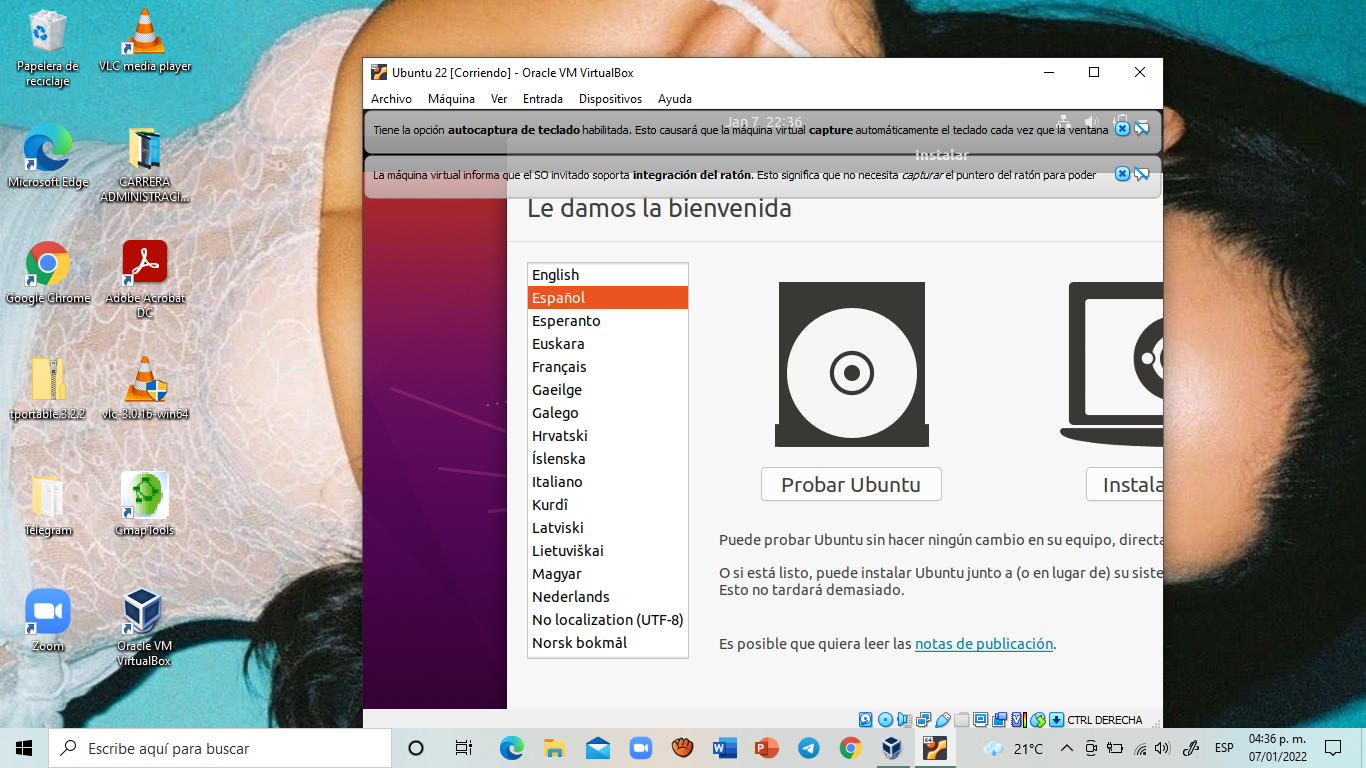 Papelera de
reciclaje
VLC media player
Microsoft Edge
CARRERA
ADMINISTRACI...
Google Chrome
Adobe Acrobat
DC
tportable.3.2.2
vlc-3.0.16-win64
Telegram
CmapTools
Zoom
Oracle VM
VirtualBox
Ubuntu 22 [Corriendo] - Oracle VM VirtualBox
Archivo Máquina Ver Entrada Dispositivos Ayuda
Jan 7 22:36
Tiene la opción autocaptura de teclado habilitada. Esto causará que la máquina virtual capture automáticamente el teclado cada vez que la ventana
Instalar
La máquina virtual informa que el SO invitado soporta integración del ratón. Esto significa que no necesita capturar el puntero del ratón para poder
Le damos la bienvenida
English
Español
Esperanto
Euskara
Français
Gaeilge
Galego
Hrvatski
Íslenska
Italiano
Kurdî
Latviski
Lietuviškai
Magyar
Nederlands
No localization (UTF-8)
Norsk bokmål
Probar Ubuntu
Instala
Puede probar Ubuntu sin hacer ningún cambio en su equipo, directa
O si está listo, puede instalar Ubuntu junto a (o en lugar de) su siste
Esto no tardará demasiado.
Es posible que quiera leer las notas de publicación.
CTRL DERECHA
Escribe aquí para buscar
21°C
ESP
04:36 p. m.
07/01/2022